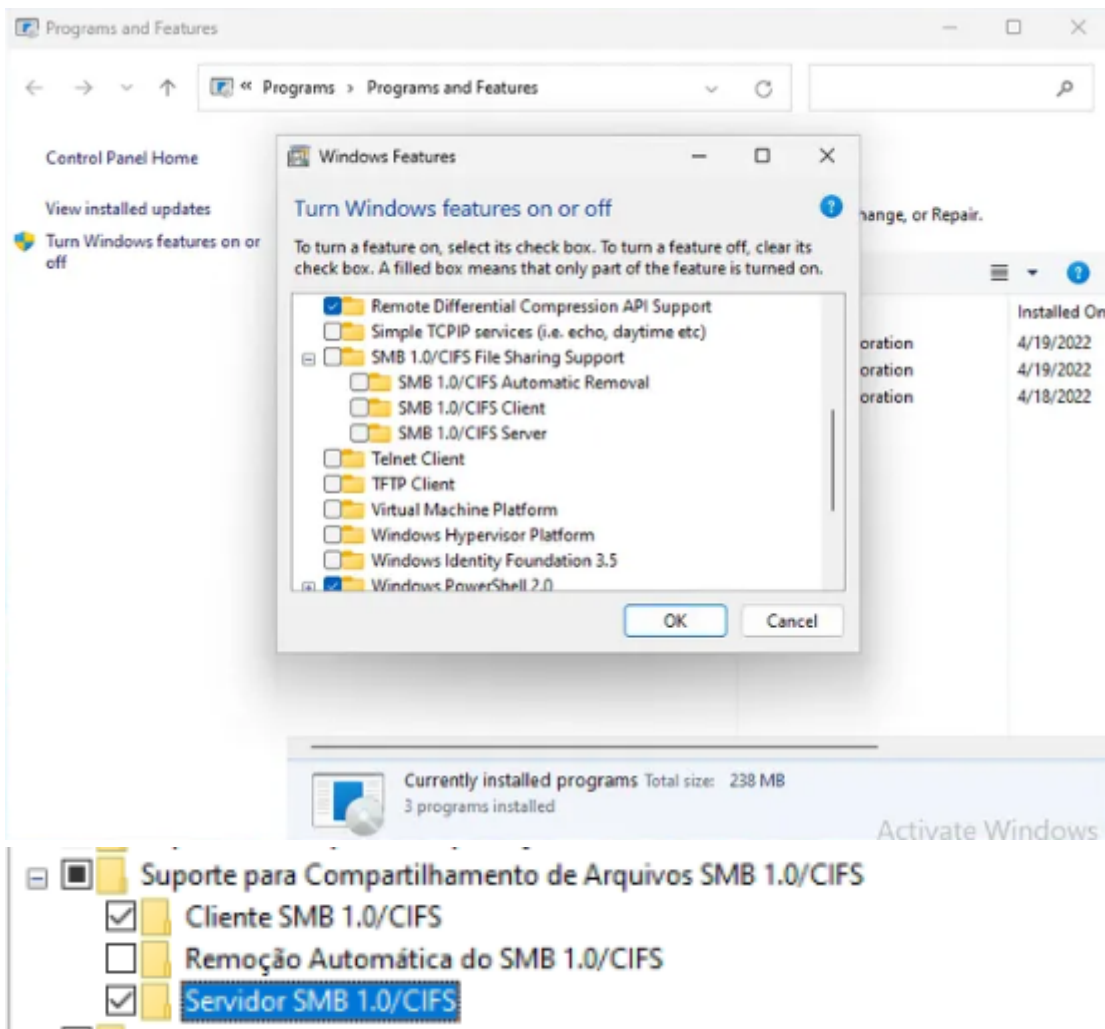 Programs and Features
« Programs › Programs and Features
Control Panel Home
View installed updates
Turn Windows features on or
off
hange, or Repair.
Windows Features
Turn Windows features on or off
To turn a feature on, select its check box. To turn a feature off, clear its
check box. A filled box means that only part of the feature is turned on.
Remote Differential Compression API Support
Simple TCPIP services (i.e. echo, daytime etc)
SMB 1.0/CIFS File Sharing Support
SMB 1.0/CIFS Automatic Removal
SMB 1.0/CIFS Client
SMB 1.0/CIFS Server
Telnet Client
TFTP Client
Virtual Machine Platform
Windows Hypervisor Platform
Windows Identity Foundation 3.5
Windows PowerShell 2.0
OK Cancel
Installed On
oration 4/19/2022
oration 4/19/2022
oration 4/18/2022
Currently installed programs Total size: 238 MB
3 programs installed
Activate Windows
Suporte para Compartilhamento de Arquivos SMB 1.0/CIFS
Cliente SMB 1.0/CIFS
Remoção Automática do SMB 1.0/CIFS
Servidor SMB 1.0/CIFS